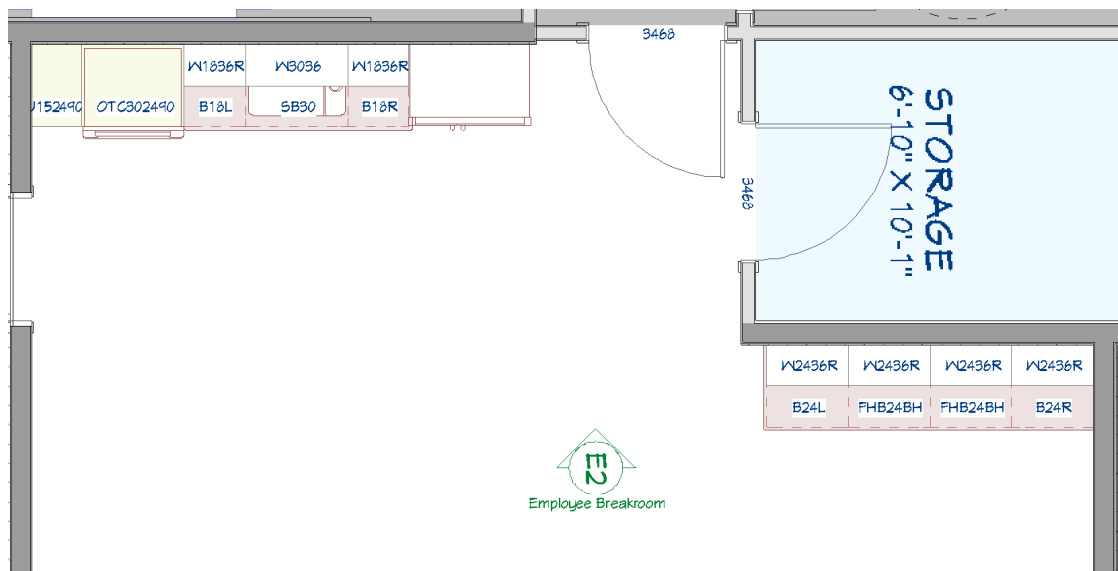 3468
W1836R
W3036
W1836R
U152490
OTC302490
B18L
SB30
B18R
STORAGE
6'-10" X 10'-1"
3468
W2436R
W2436R
W2436R
W2436R
B24L
FHB24BH
FHB24BH
B24R
E2
Employee Breakroom